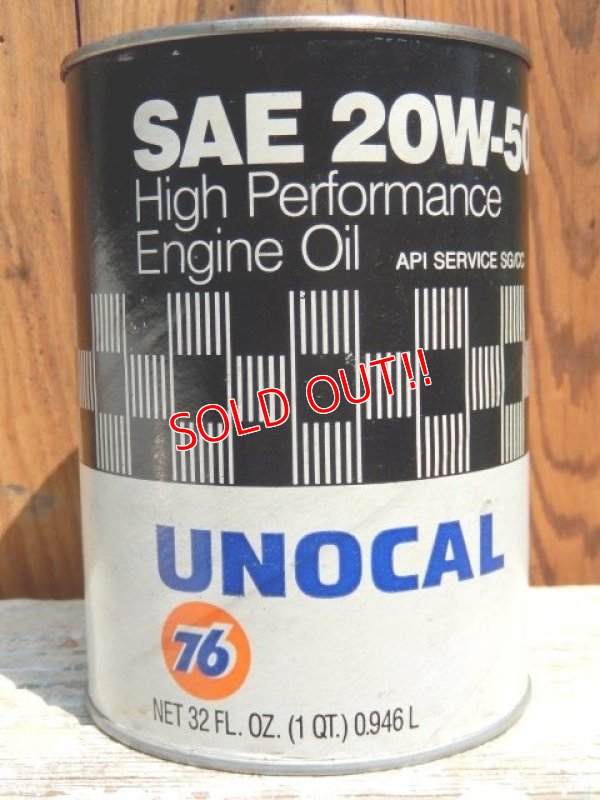 SAE 20W-50
High Performance
Engine Oil
API SERVICE SG/CC
SOLD OUT!!
UNOCAL
76
NET 32 FL. OZ. (1 QT.) 0.946 L